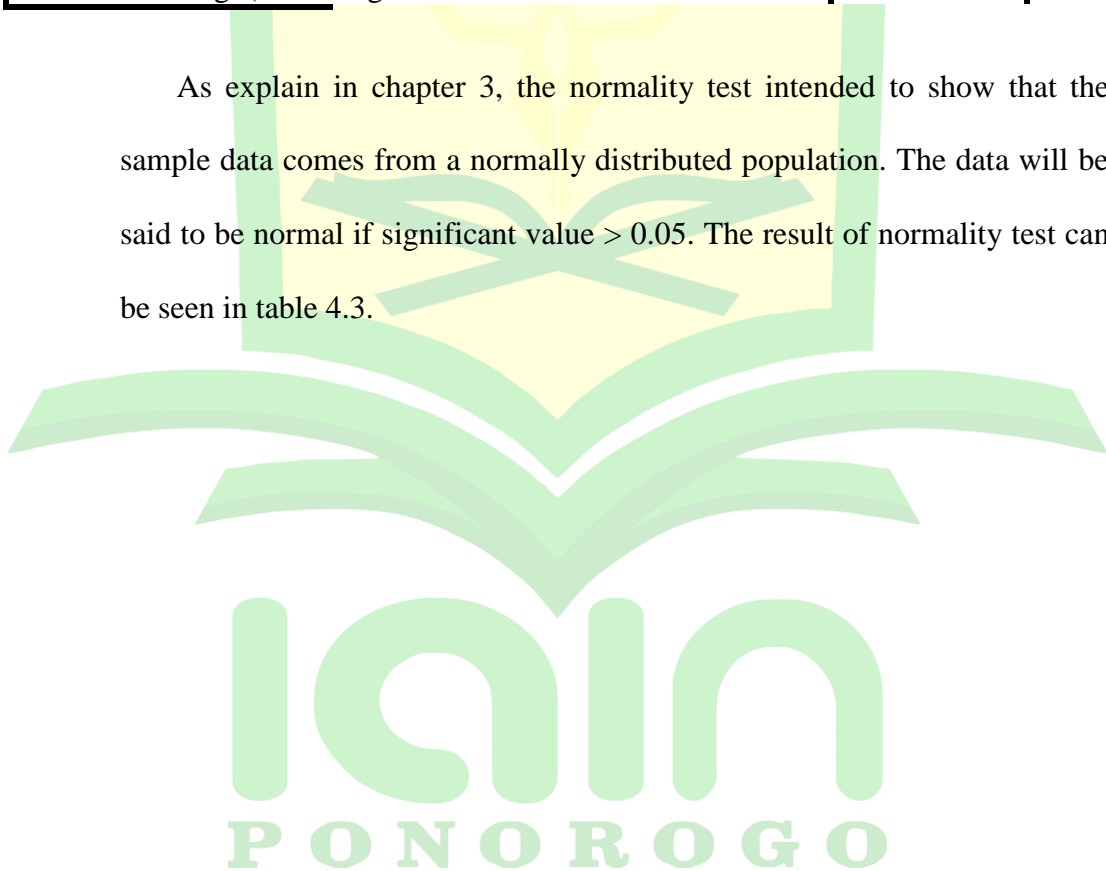 As explain in chapter 3, the normality test intended to show that the
sample data comes from a normally distributed population. The data will be
said to be normal if significant value > 0.05. The result of normality test can
be seen in table 4.3.
iain
PONOROGO